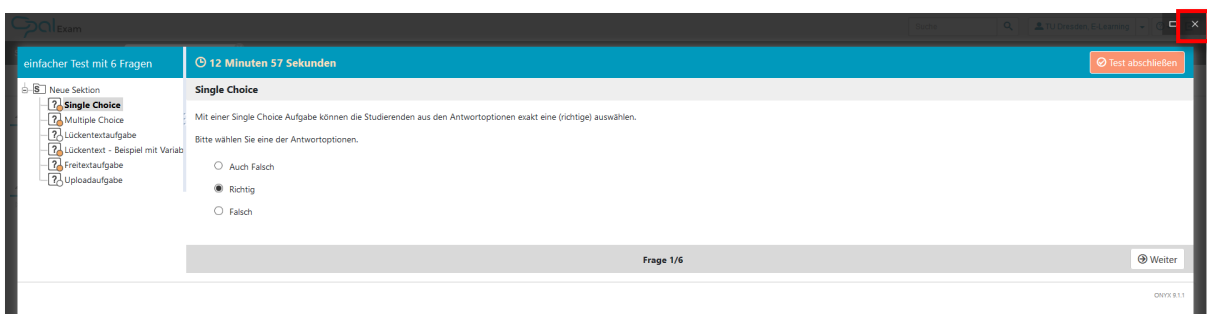 Opal Exam
Suche
TU Dresden E-Learning
einfacher Test mit 6 Fragen
12 Minuten 57 Sekunden
Test abschließen
S Neue Sektion
Single Choice
Multiple Choice
Lückentextaufgabe
Lückentext - Beispiel mit Variab
Freitextaufgabe
Uploadaufgabe
Single Choice
Mit einer Single Choice Aufgabe können die Studierenden aus den Antwortoptionen exakt eine (richtige) auswählen.
Bitte wählen Sie eine der Antwortoptionen.
Auch Falsch
Richtig
Falsch
Frage 1/6
Weiter
ONYX 9.1.1